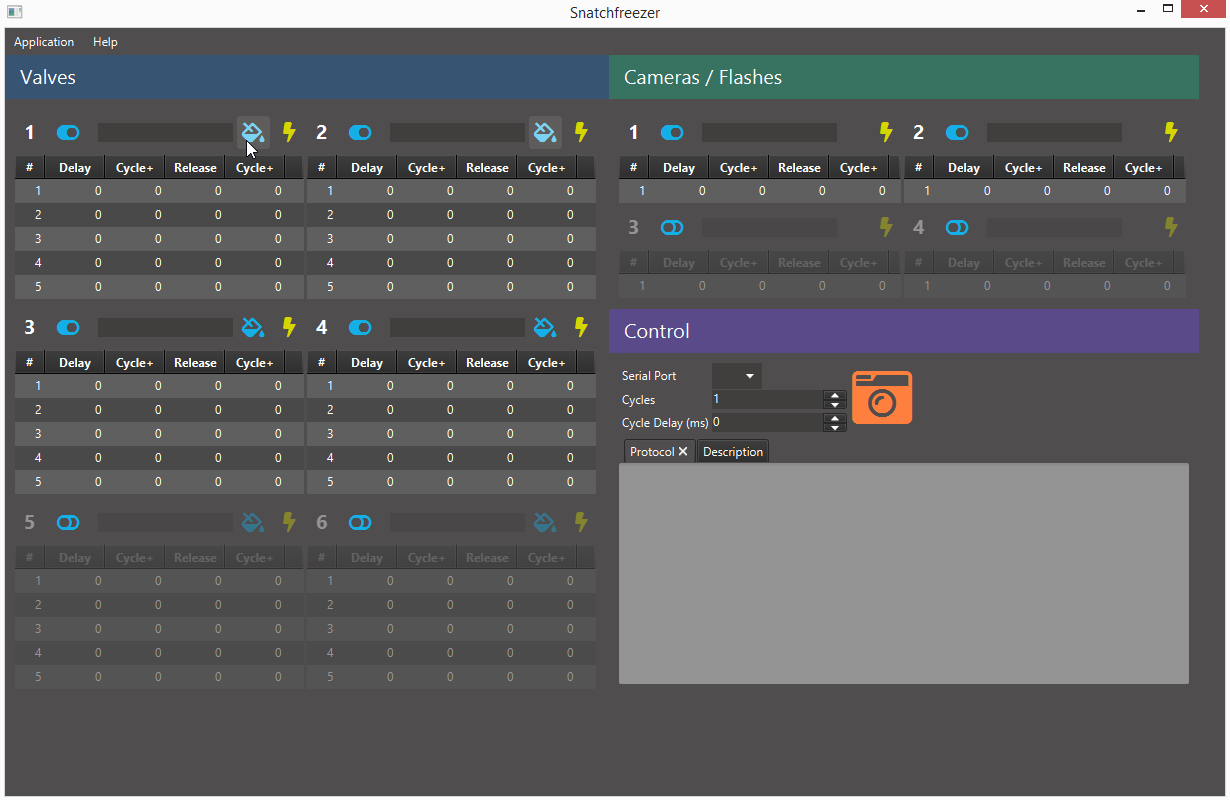 Snatchfreezer
Application Help
Valves
1 2
# Delay Cycle+ Release Cycle+ # Delay Cycle+ Release Cycle+
1 0 0 0 0 1 0 0 0 0
2 0 0 0 0 2 0 0 0 0
3 0 0 0 0 3 0 0 0 0
4 0 0 0 0 4 0 0 0 0
5 0 0 0 0 5 0 0 0 0
3 4
# Delay Cycle+ Release Cycle+ # Delay Cycle+ Release Cycle+
1 0 0 0 0 1 0 0 0 0
2 0 0 0 0 2 0 0 0 0
3 0 0 0 0 3 0 0 0 0
4 0 0 0 0 4 0 0 0 0
5 0 0 0 0 5 0 0 0 0
5 6
# Delay Cycle+ Release Cycle+ # Delay Cycle+ Release Cycle+
1 0 0 0 0 1 0 0 0 0
2 0 0 0 0 2 0 0 0 0
3 0 0 0 0 3 0 0 0 0
4 0 0 0 0 4 0 0 0 0
5 0 0 0 0 5 0 0 0 0
Cameras / Flashes
1 2
# Delay Cycle+ Release Cycle+ # Delay Cycle+ Release Cycle+
1 0 0 0 0 1 0 0 0 0
3 4
# Delay Cycle+ Release Cycle+ # Delay Cycle+ Release Cycle+
1 0 0 0 0 1 0 0 0 0
Control
Serial Port
Cycles 1
Cycle Delay (ms) 0
Protocol Description